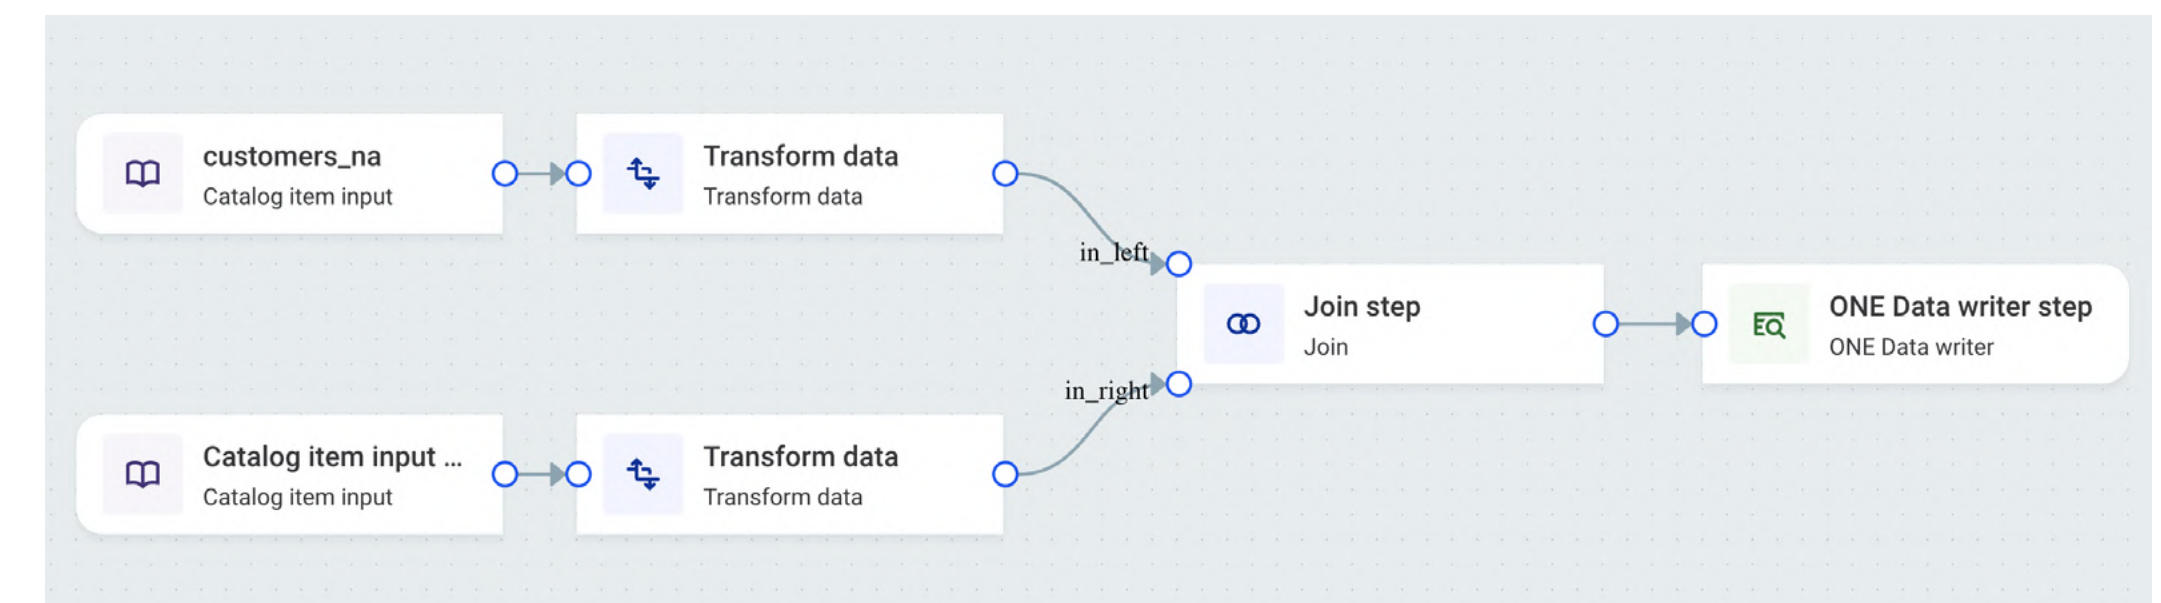 customers_na
Catalog item input
Transform data
Transform data
in_left
Join step
Join
ONE Data writer step
ONE Data writer
in_right
Catalog item input ...
Catalog item input
Transform data
Transform data